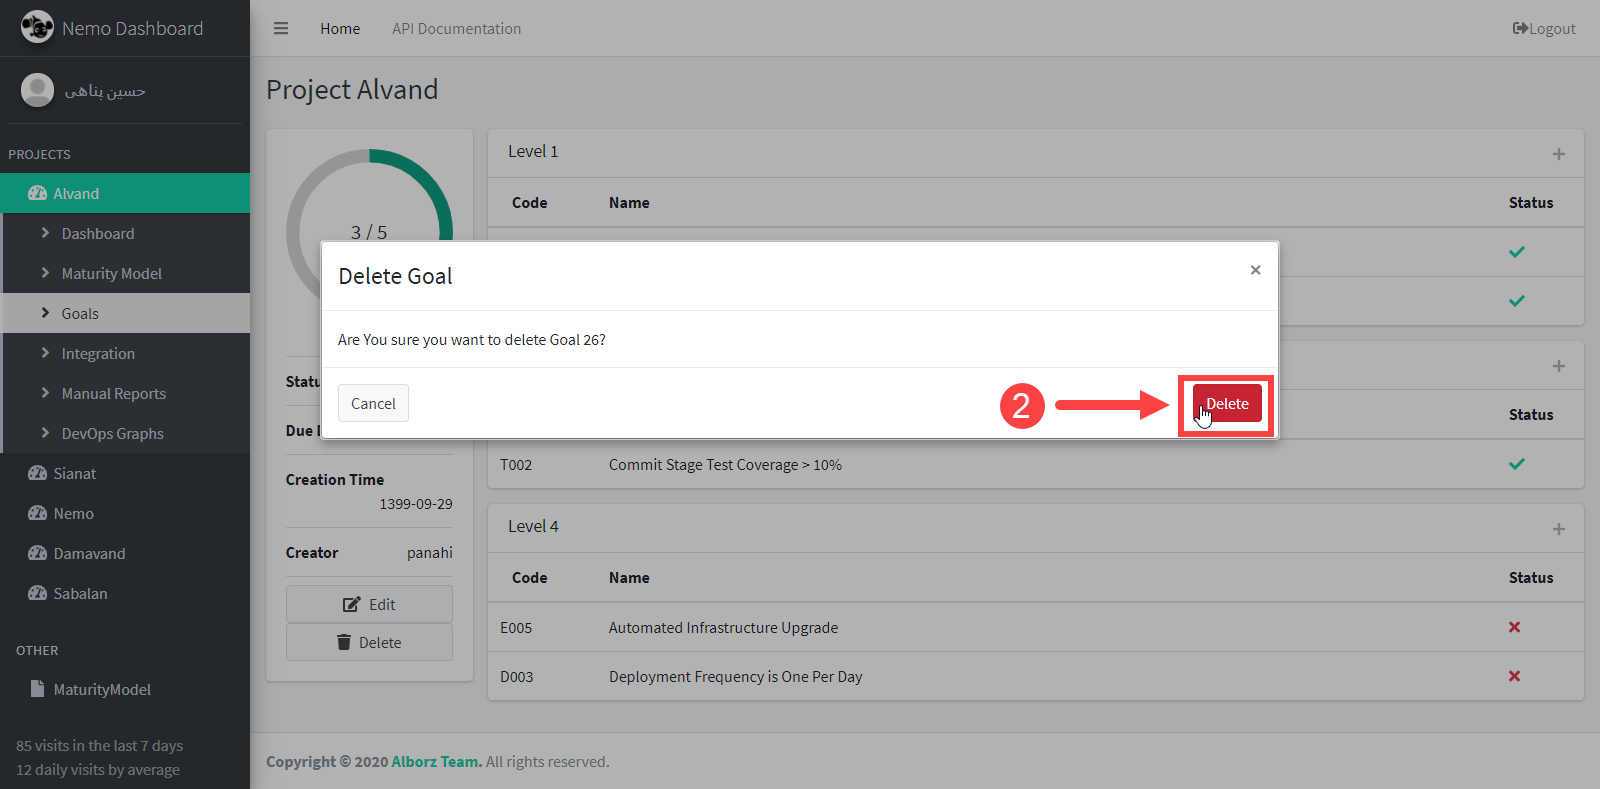 Nemo Dashboard
Home
API Documentation
Logout
حسین پناهی
Project Alvand
PROJECTS
Alvand
Dashboard
Maturity Model
Goals
Integration
Manual Reports
DevOps Graphs
Sianat
Nemo
Damavand
Sabalan
OTHER
MaturityModel
85 visits in the last 7 days
12 daily visits by average
3 / 5
Creation Time
1399-09-29
Creator panahi
Edit
Delete
Level 1
Code Name Status
Delete Goal
×
Are You sure you want to delete Goal 26?
Cancel
2
Delete
Status
T002 Commit Stage Test Coverage > 10%
Level 4
Code Name Status
E005 Automated Infrastructure Upgrade
D003 Deployment Frequency is One Per Day
Copyright © 2020 Alborz Team. All rights reserved.